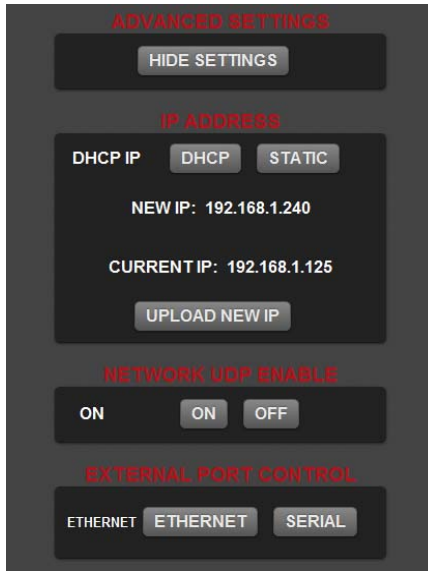 ADVANCED SETTINGS
HIDE SETTINGS
IP ADDRESS
DHCP IP DHCP STATIC
NEW IP: 192.168.1.240
CURRENT IP: 192.168.1.125
UPLOAD NEW IP
NETWORK UDP ENABLE
ON ON OFF
EXTERNAL PORT CONTROL
ETHERNET ETHERNET SERIAL